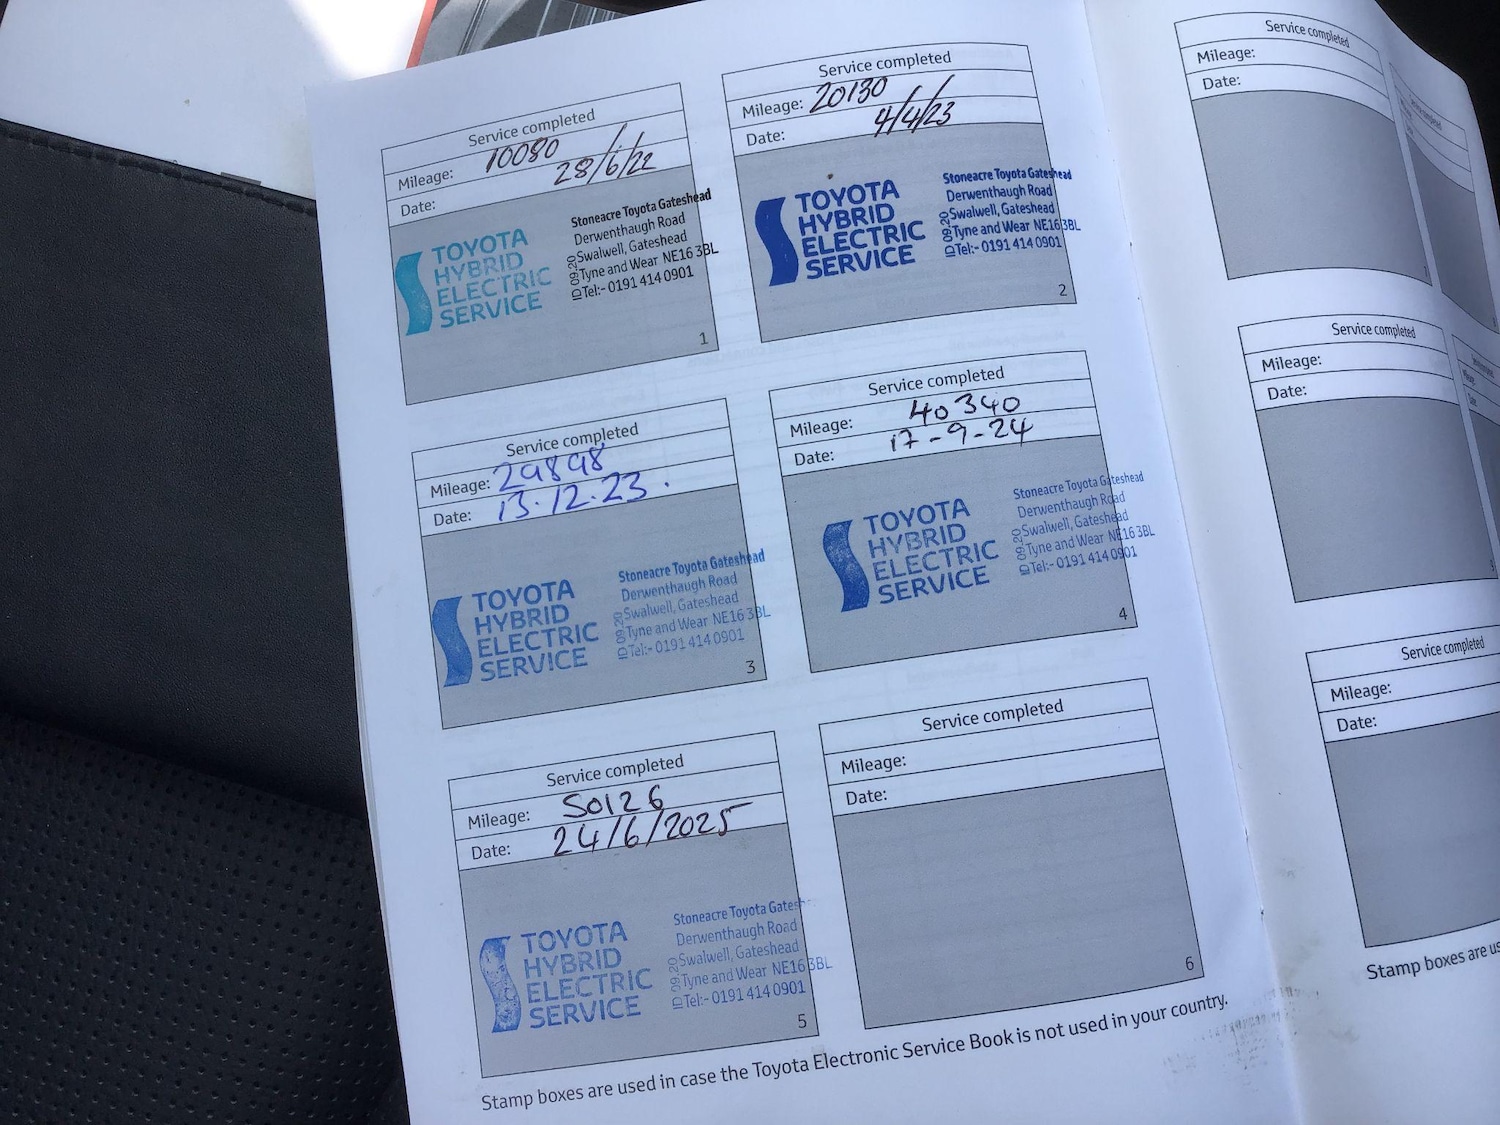 Service completed
Mileage: 10080
Date: 28/6/22
TOYOTA
HYBRID
ELECTRIC
SERVICE
Stoneacre Toyota Gateshead
Derwenthaugh Road
Swalwell, Gateshead
Tyne and Wear NE16 3BL
Tel:- 0191 414 0901
ID 09.20
1
Service completed
Mileage: 20130
Date: 4/4/23
TOYOTA
HYBRID
ELECTRIC
SERVICE
Stoneacre Toyota Gateshead
Derwenthaugh Road
Swalwell, Gateshead
Tyne and Wear NE16 3BL
Tel:- 0191 414 0901
ID 09.20
2
Service completed
Mileage: 29898
Date: 13.12.23.
TOYOTA
HYBRID
ELECTRIC
SERVICE
Stoneacre Toyota Gateshead
Derwenthaugh Road
Swalwell, Gateshead
Tyne and Wear NE16 3BL
Tel:- 0191 414 0901
ID 09.20
3
Service completed
Mileage: 40340
Date: 17-9-24
TOYOTA
HYBRID
ELECTRIC
SERVICE
Stoneacre Toyota Gateshead
Derwenthaugh Road
Swalwell, Gateshead
Tyne and Wear NE16 3BL
Tel:- 0191 414 0901
ID 09.20
4
Service completed
Mileage: 50126
Date: 24/6/2025
TOYOTA
HYBRID
ELECTRIC
SERVICE
Stoneacre Toyota Gatesh
Derwenthaugh Road
Swalwell, Gateshead
Tyne and Wear NE16 3BL
Tel:- 0191 414 0901
ID 09.20
5
Service completed
Mileage:
Date:
6
Stamp boxes are used in case the Toyota Electronic Service Book is not used in your country.
Service completed
Mileage:
Date:
Service completed
Mileage:
Date:
Service completed
Mileage:
Date:
Stamp boxes are us